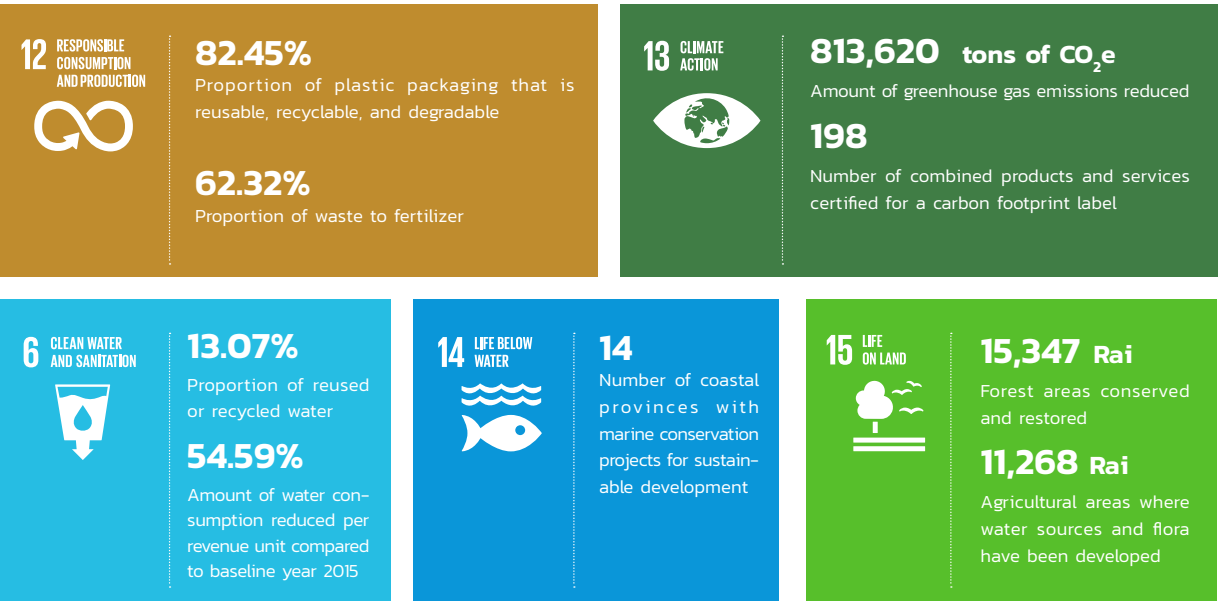 12 RESPONSIBLE
CONSUMPTION
AND PRODUCTION
82.45%
Proportion of plastic packaging that is
reusable, recyclable, and degradable
62.32%
Proportion of waste to fertilizer
13 CLIMATE
ACTION
813,620 tons of CO₂e
Amount of greenhouse gas emissions reduced
198
Number of combined products and services
certified for a carbon footprint label
6 CLEAN WATER
AND SANITATION
13.07%
Proportion of reused
or recycled water
54.59%
Amount of water con-
sumption reduced per
revenue unit compared
to baseline year 2015
14 LIFE BELOW
WATER
14
Number of coastal
provinces with
marine conservation
projects for sustain-
able development
15 LIFE
ON LAND
15,347 Rai
Forest areas conserved
and restored
11,268 Rai
Agricultural areas where
water sources and flora
have been developed